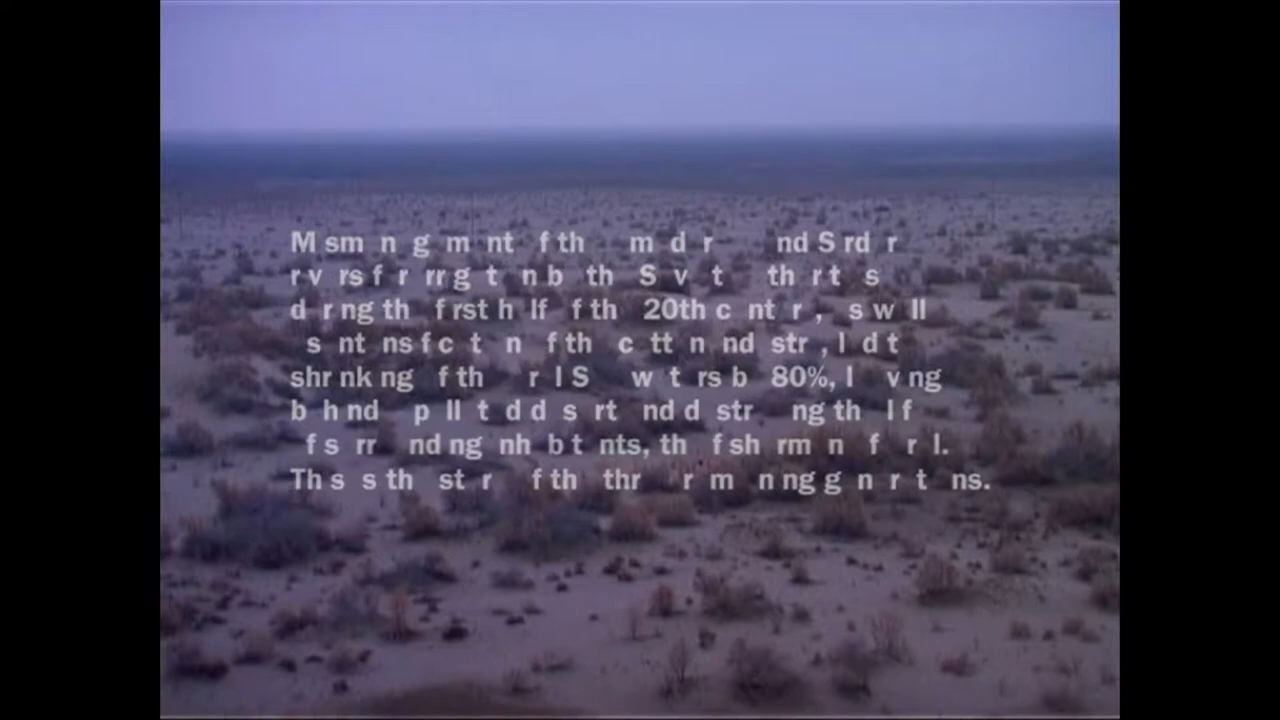 M sm n g m nt f th m d r nd S rd r
r v rs f r rr g t n b th S v t th r t s
d r ng th f rst h lf f th 20th c nt r , s w ll
s nt ns f c t n f th c tt n nd str , l d t
shr nk ng f th r l S w t rs b 80%, l v ng
b h nd p ll t d d s rt nd d str ng th l f
f s rr nd ng nh b t nts, th f sh rm n f r l.
Th s s th st r f th thr r m n ng g n r t ns.